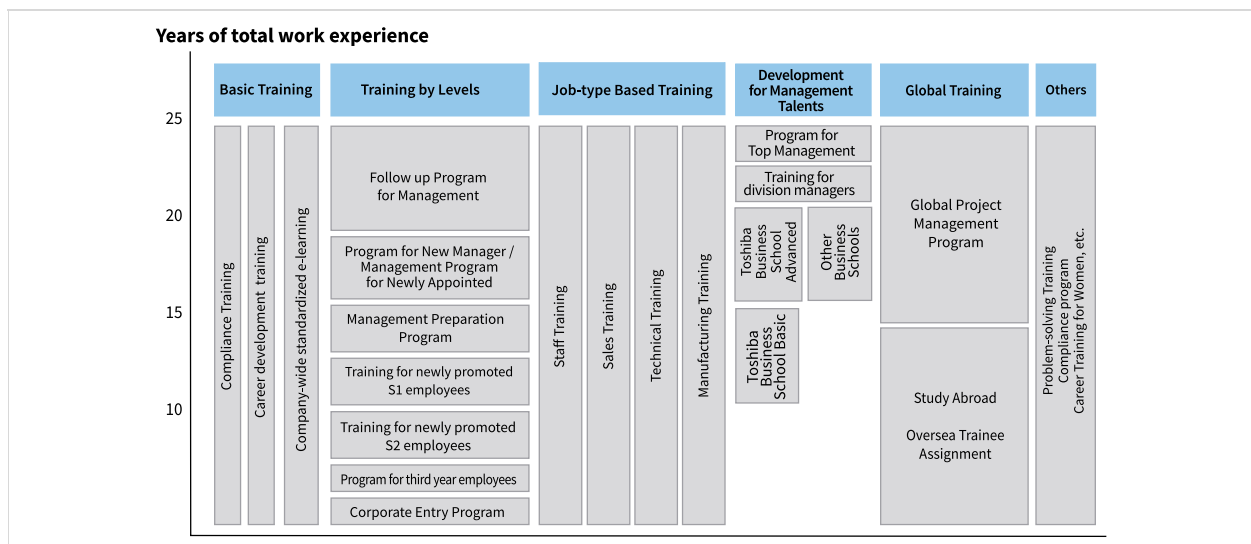 Years of total work experience
Basic Training
Training by Levels
Job-type Based Training
Development
for Management
Talents
Global Training
Others
25
20
15
10
Compliance Training
Career development training
Company-wide standardized e-learning
Follow up Program
for Management
Program for New Manager /
Management Program
for Newly Appointed
Management Preparation
Program
Training for newly promoted
S1 employees
Training for newly promoted
S2 employees
Program for third year employees
Corporate Entry Program
Staff Training
Sales Training
Technical Training
Manufacturing Training
Program for
Top Management
Training for
division managers
Toshiba
Business
School
Advanced
Other
Business
Schools
Toshiba
Business
School Basic
Global Project
Management
Program
Study Abroad
Oversea Trainee
Assignment
Problem-solving Training
Compliance program
Career Training for Women, etc.